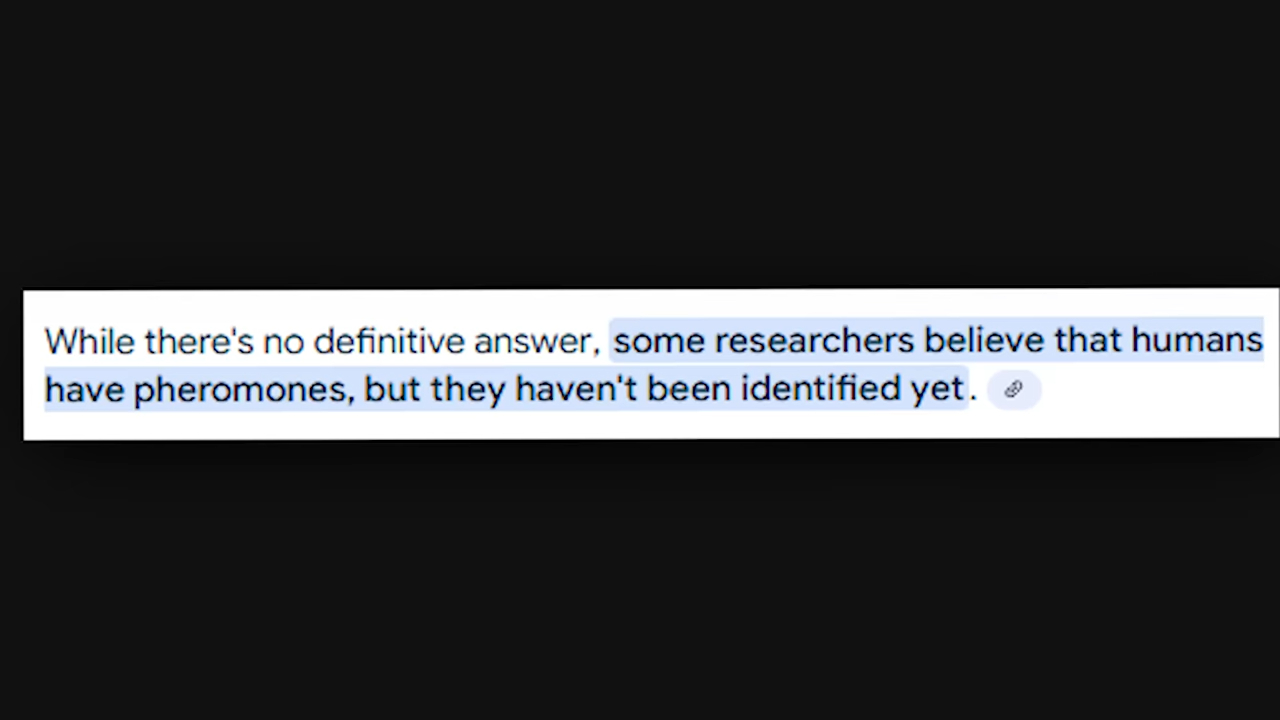 While there's no definitive answer, some researchers believe that humans
have pheromones, but they haven't been identified yet.